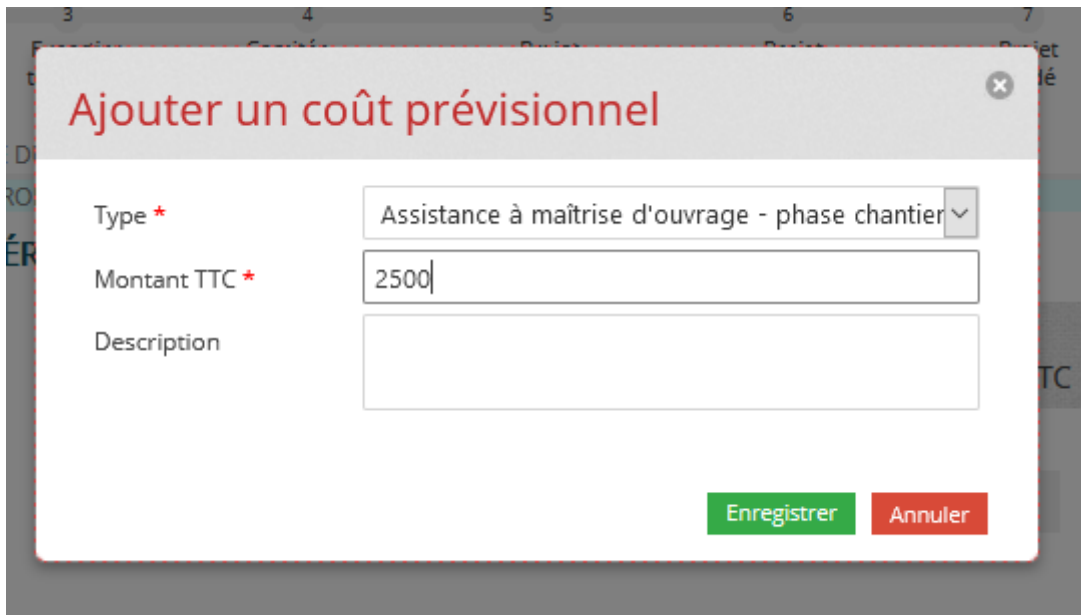 3 4 5 6 7
Ajouter un coût prévisionnel
Type *
Assistance à maîtrise d'ouvrage - phase chantier
Montant TTC *
2500
Description
TC
Enregistrer
Annuler